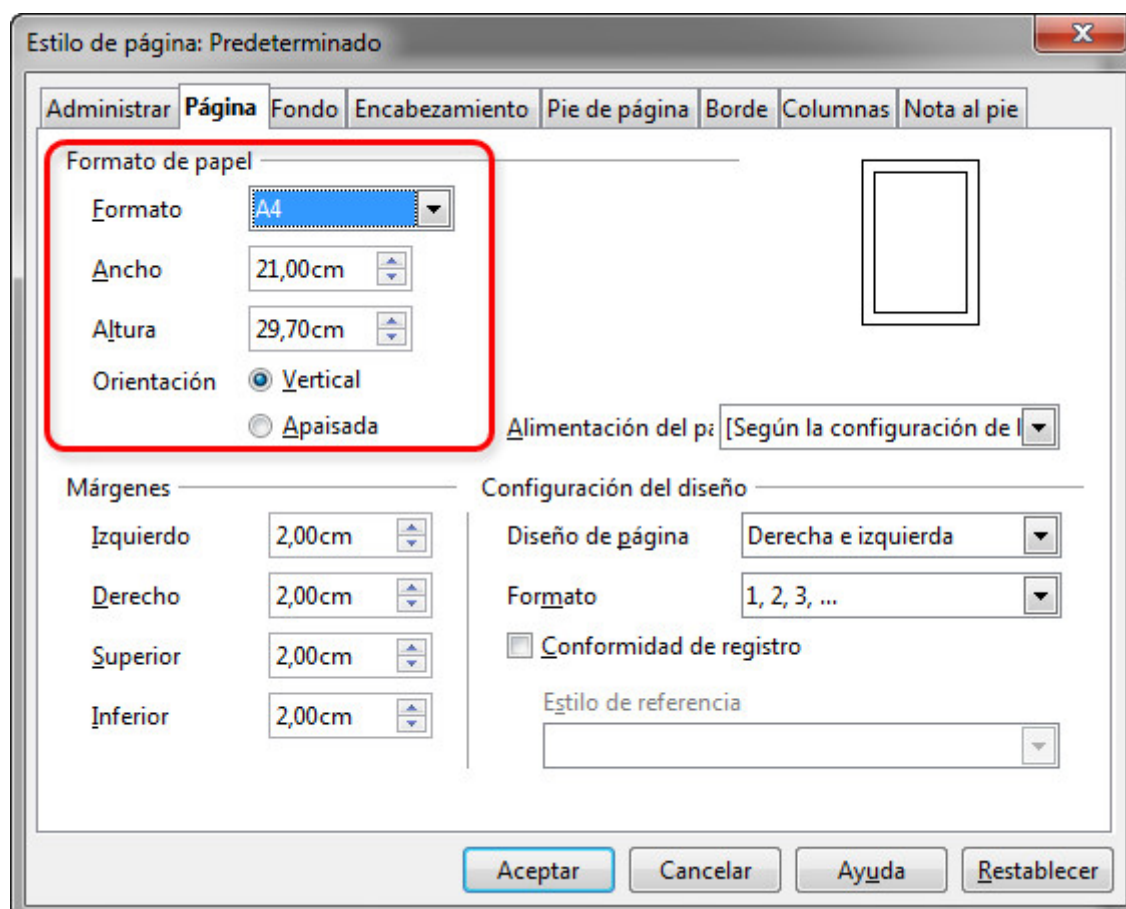 Estilo de página: Predeterminado
Administrar Página Fondo Encabezamiento Pie de página Borde Columnas Nota al pie
Formato de papel
Formato A4
Ancho 21,00cm
Altura 29,70cm
Orientación Vertical
Apaisada
Alimentación del pa [Según la configuración de l
Márgenes
Izquierdo 2,00cm
Derecho 2,00cm
Superior 2,00cm
Inferior 2,00cm
Configuración del diseño
Diseño de página Derecha e izquierda
Formato 1, 2, 3, ...
Conformidad de registro
Estilo de referencia
Aceptar Cancelar Ayuda Restablecer